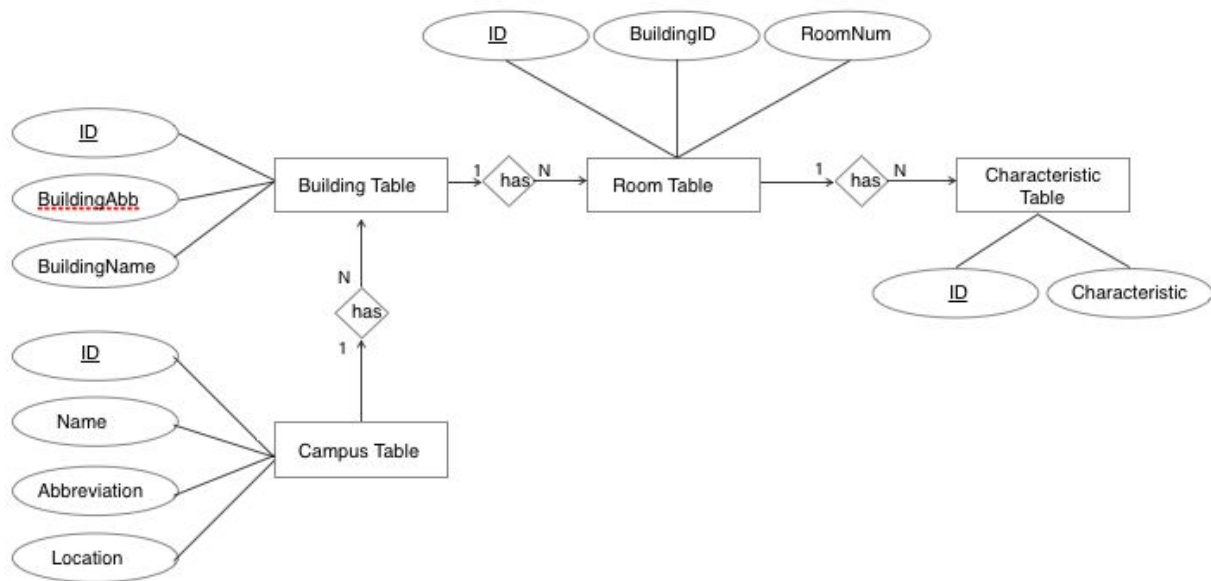 ID
BuildingID
RoomNum
ID
BuildingAbb
BuildingName
Building Table
1
has
N
Room Table
1
has
N
Characteristic
Table
ID
Characteristic
N
has
1
ID
Name
Abbreviation
Location
Campus Table